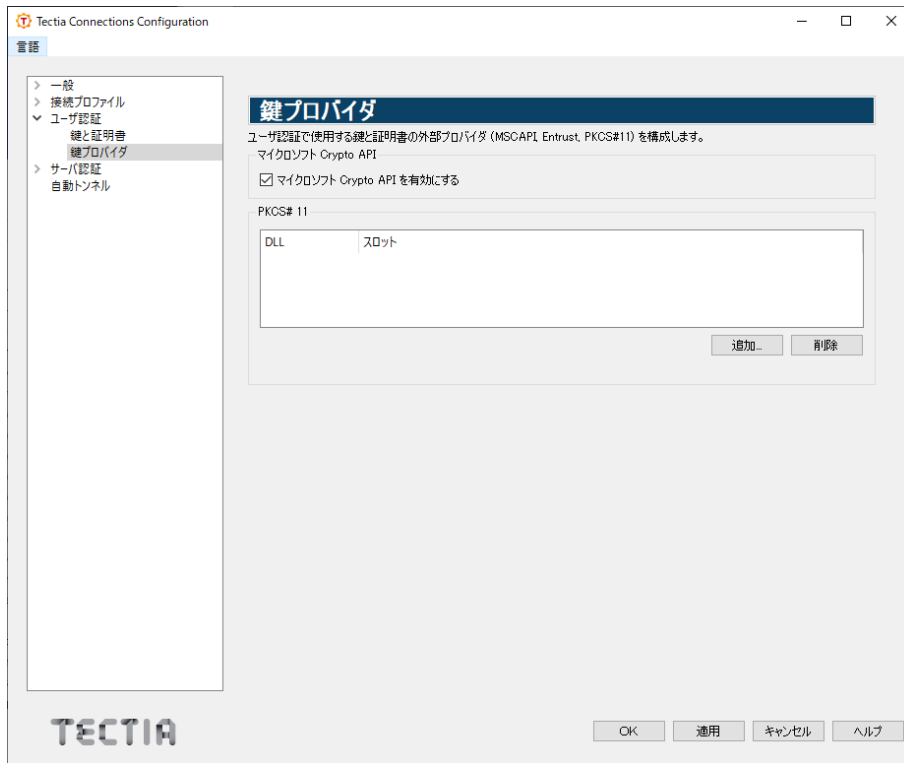 Tectia Connections Configuration
言語
一般
接続プロファイル
ユーザ認証
鍵と証明書
鍵プロバイダ
サーバ認証
自動トンネル
鍵プロバイダ
ユーザ認証で使用する鍵と証明書の外部プロバイダ (MSCAPI, Entrust, PKCS#11) を構成します。
マイクロソフト Crypto API
マイクロソフト Crypto API を有効にする
PKCS# 11
DLL スロット
追加... 削除
TECTIA
OK 適用 キャンセル ヘルプ